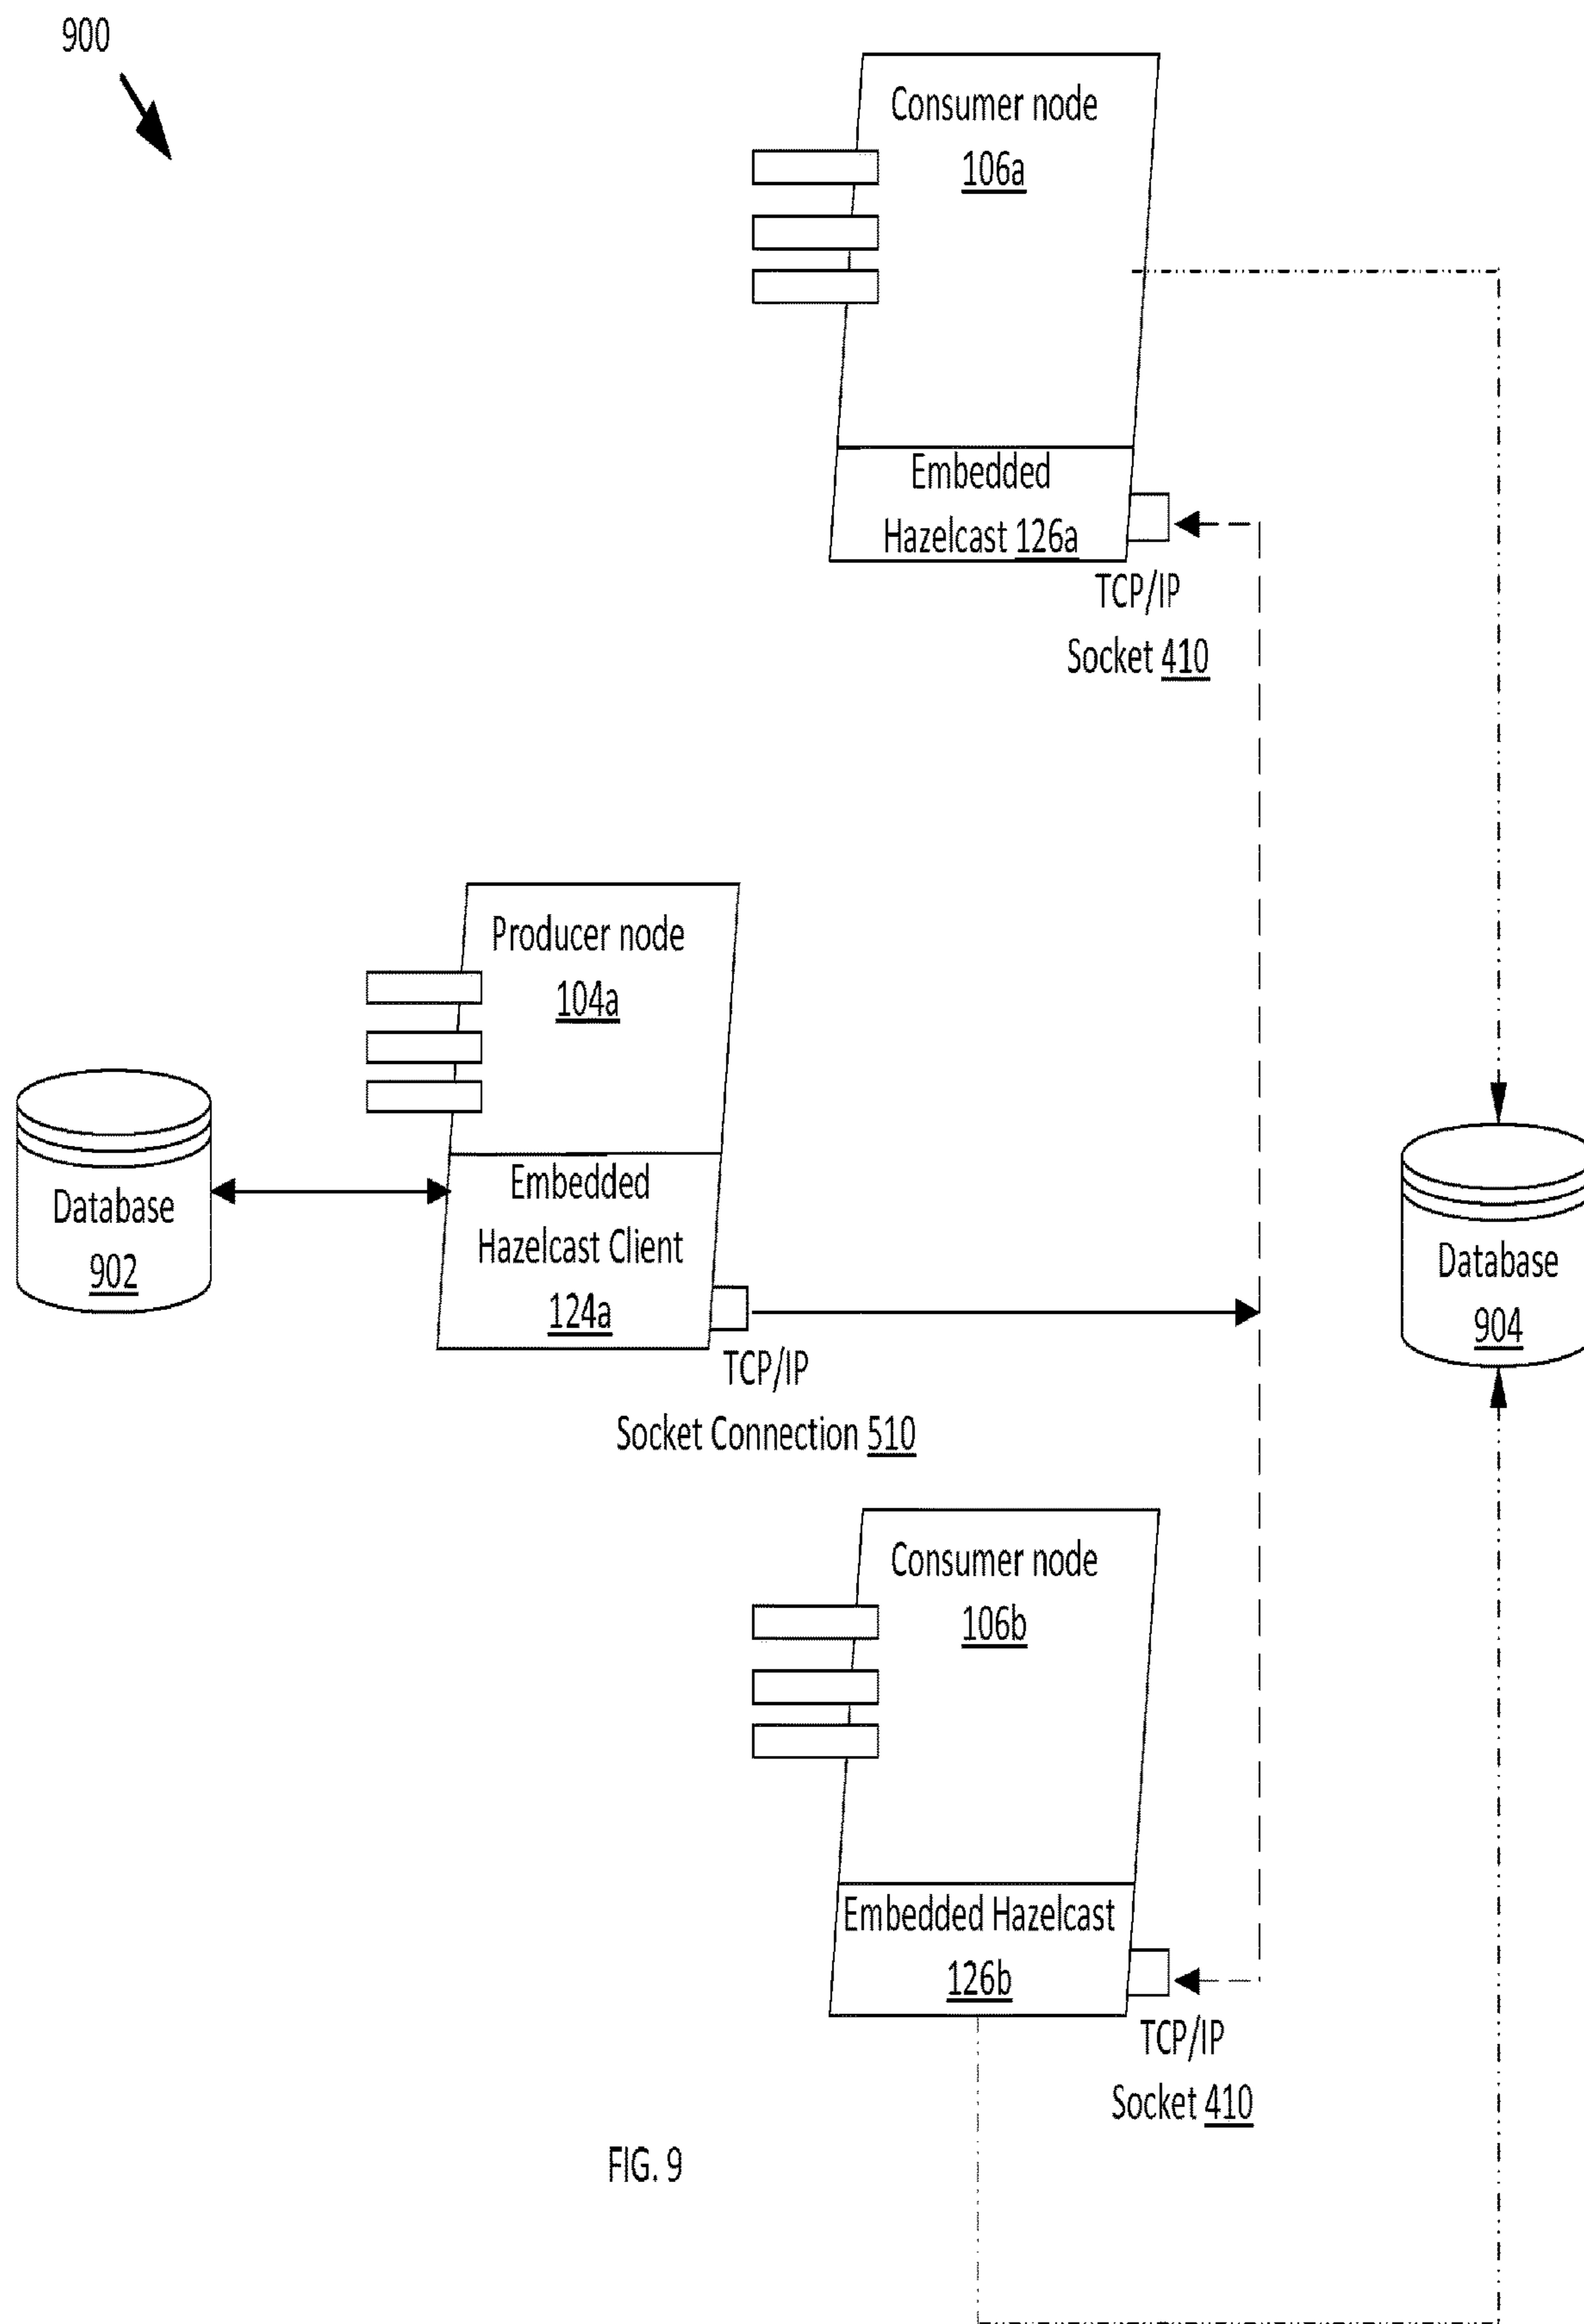 900
Consumer node
106a
Embedded
Hazelcast 126a
TCP/IP
Socket 410
Producer node
104a
Database
902
Embedded
Hazelcast Client
124a
TCP/IP
Socket Connection 510
Database
904
Consumer node
106b
Embedded Hazelcast
126b
TCP/IP
Socket 410
FIG. 9